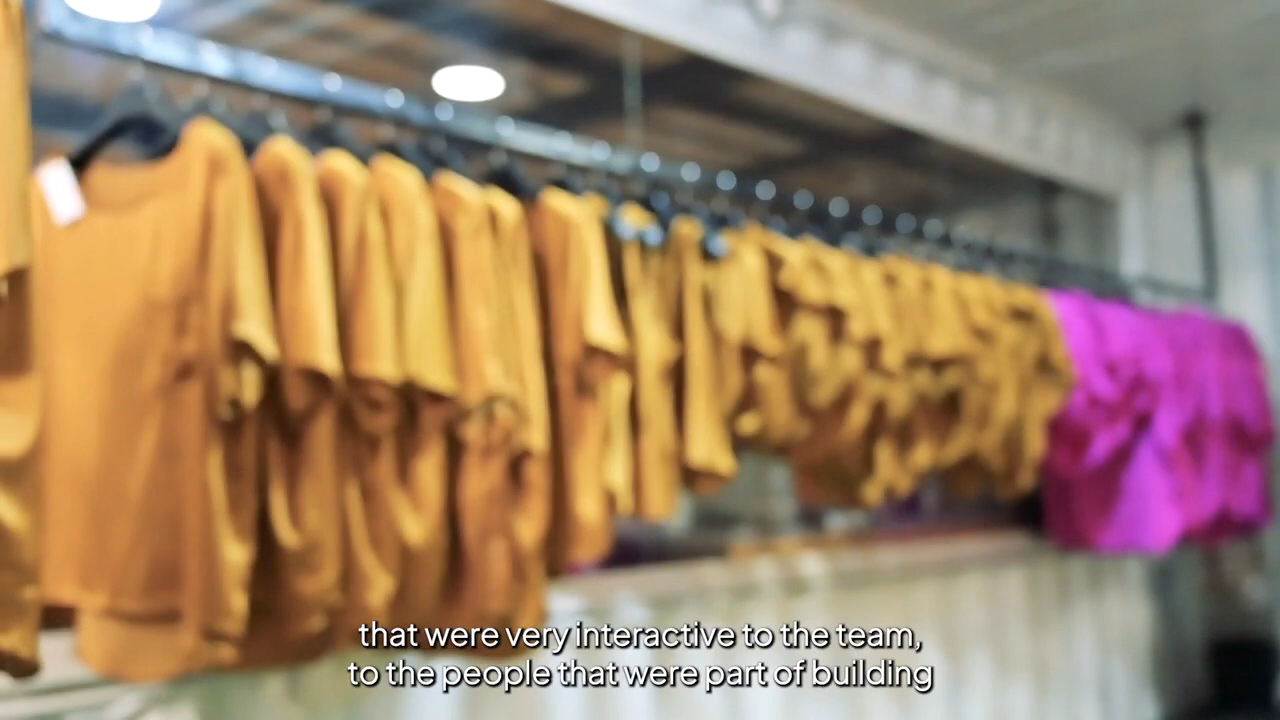 that were very interactive to the team,
to the people that were part of building